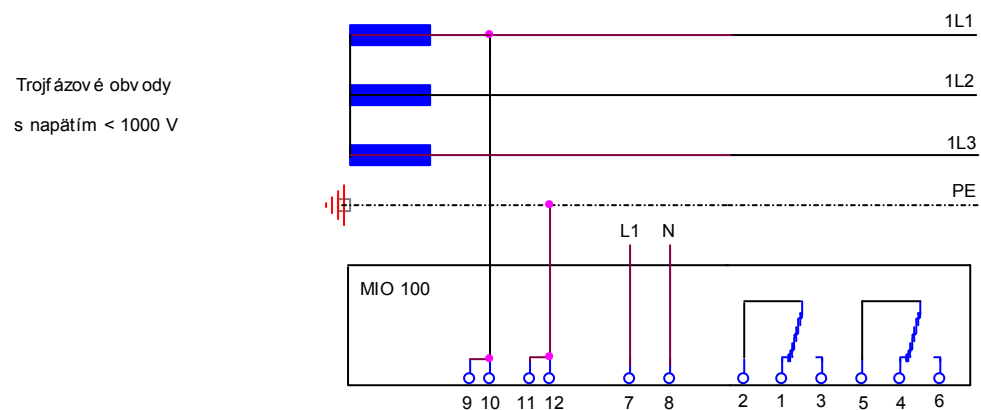 1L1
Trojfázové obvody
1L2
s napätím < 1000 V
1L3
PE
L1 N
MIO 100
9 10 11 12 7 8 2 1 3 5 4 6